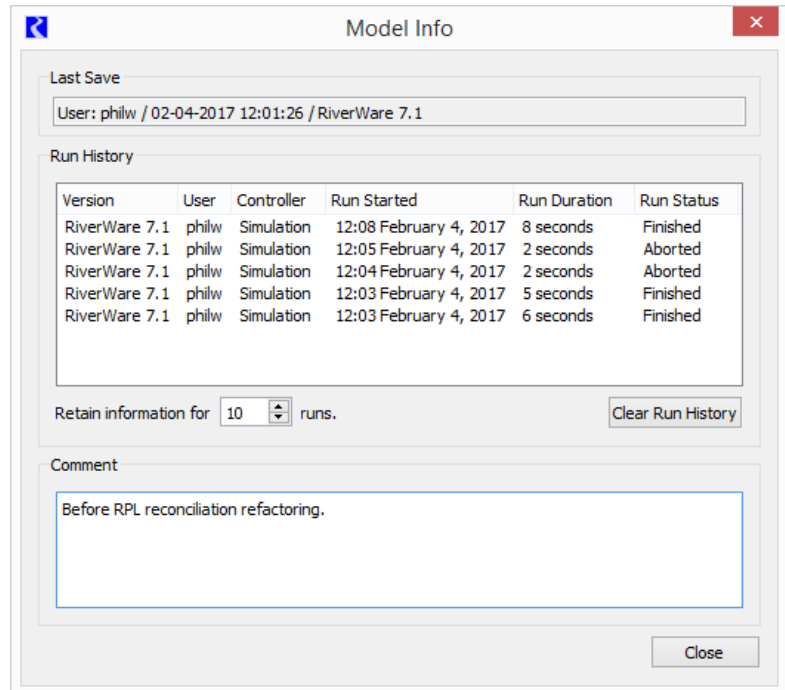 Model Info
Last Save
User: philw / 02-04-2017 12:01:26 / RiverWare 7.1
Run History
Version User Controller Run Started Run Duration Run Status
RiverWare 7.1 philw Simulation 12:08 February 4, 2017 8 seconds Finished
RiverWare 7.1 philw Simulation 12:05 February 4, 2017 2 seconds Aborted
RiverWare 7.1 philw Simulation 12:04 February 4, 2017 2 seconds Aborted
RiverWare 7.1 philw Simulation 12:03 February 4, 2017 5 seconds Finished
RiverWare 7.1 philw Simulation 12:03 February 4, 2017 6 seconds Finished
Retain information for 10 runs. Clear Run History
Comment
Before RPL reconciliation refactoring.
Close